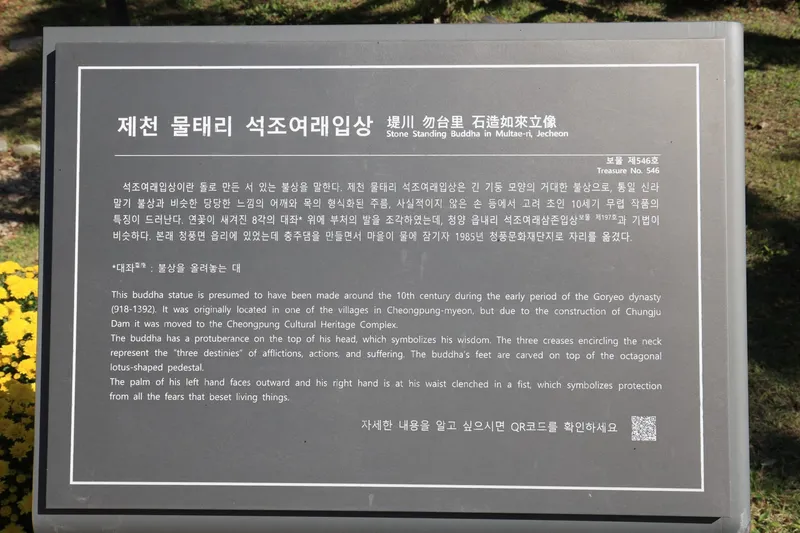 제천 물태리 석조여래입상 堤川 勿台里 石造如來立像
Stone Standing Buddha in Multae-ri, Jecheon
보물 제546호
Treasure No. 546
석조여래입상이란 돌로 만든 서 있는 불상을 말한다. 제천 물태리 석조여래입상은 긴 기둥 모양의 거대한 불상으로, 통일 신라
말기 불상과 비슷한 당당한 느낌의 어깨와 목의 형식화된 주름, 사실적이지 않은 손 등에서 고려 초인 10세기 무렵 작품의
특징이 드러난다. 연꽃이 새겨진 8각의 대좌* 위에 부처의 발을 조각하였는데, 청양 읍내리 석조여래삼존입상보물 제197호과 기법이
비슷하다. 본래 청풍면 읍리에 있었는데 충주댐을 만들면서 마을이 물에 잠기자 1985년 청풍문화재단지로 자리를 옮겼다.
*대좌臺座 : 불상을 올려놓는 대
This buddha statue is presumed to have been made around the 10th century during the early period of the Goryeo dynasty
(918-1392). It was originally located in one of the villages in Cheongpung-myeon, but due to the construction of Chungju
Dam it was moved to the Cheongpung Cultural Heritage Complex.
The buddha has a protuberance on the top of his head, which symbolizes his wisdom. The three creases encircling the neck
represent the "three destinies" of afflictions, actions, and suffering. The buddha's feet are carved on top of the octagonal
lotus-shaped pedestal.
The palm of his left hand faces outward and his right hand is at his waist clenched in a fist, which symbolizes protection
from all the fears that beset living things.
자세한 내용을 알고 싶으시면 QR코드를 확인하세요